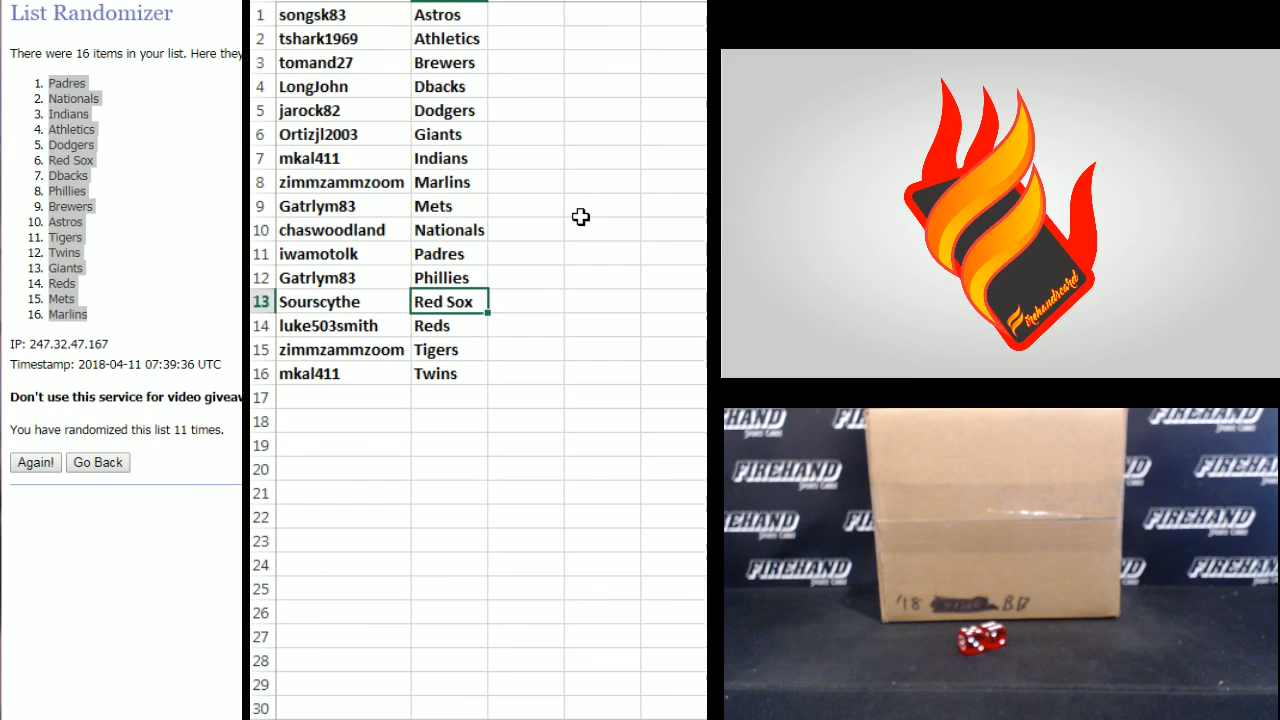 List Randomizer
There were 16 items in your list. Here they
1. Padres
2. Nationals
3. Indians
4. Athletics
5. Dodgers
6. Red Sox
7. Dbacks
8. Phillies
9. Brewers
10. Astros
11. Tigers
12. Twins
13. Giants
14. Reds
15. Mets
16. Marlins
IP: 247.32.47.167
Timestamp: 2018-04-11 07:39:36 UTC
Don't use this service for video giveaw
You have randomized this list 11 times.
Again! Go Back
1 songsk83 Astros
2 tshark1969 Athletics
3 tomand27 Brewers
4 LongJohn Dbacks
5 jarock82 Dodgers
6 Ortizjl2003 Giants
7 mkal411 Indians
8 zimmzammzoom Marlins
9 Gatrlym83 Mets
10 chaswoodland Nationals
11 iwamotolk Padres
12 Gatrlym83 Phillies
13 Sourscythe Red Sox
14 luke503smith Reds
15 zimmzammzoom Tigers
16 mkal411 Twins
17
18
19
20
21
22
23
24
25
26
27
28
29
30
Firehandscard
FIREHAND
FIREHAND
FIREHAND
FIREHAND
FIREHAND
FIREHAND
FIREHAND
FIREHAND
'18 BD